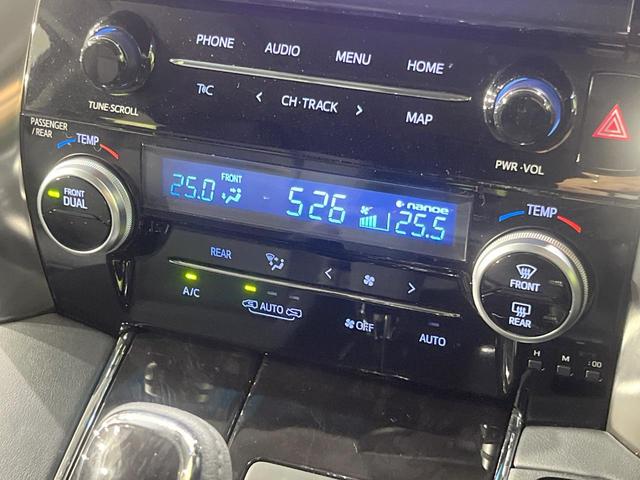 PHONE AUDIO MENU HOME
T C CH·TRACK MAP
TUNE·SCROLL
PWR·VOL
PASSENGER
/REAR
TEMP
FRONT
DUAL
FRONT
25.0 526 nanoe 25.5
TEMP
FRONT
REAR
REAR
A/C
AUTO
OFF
AUTO
H M :00